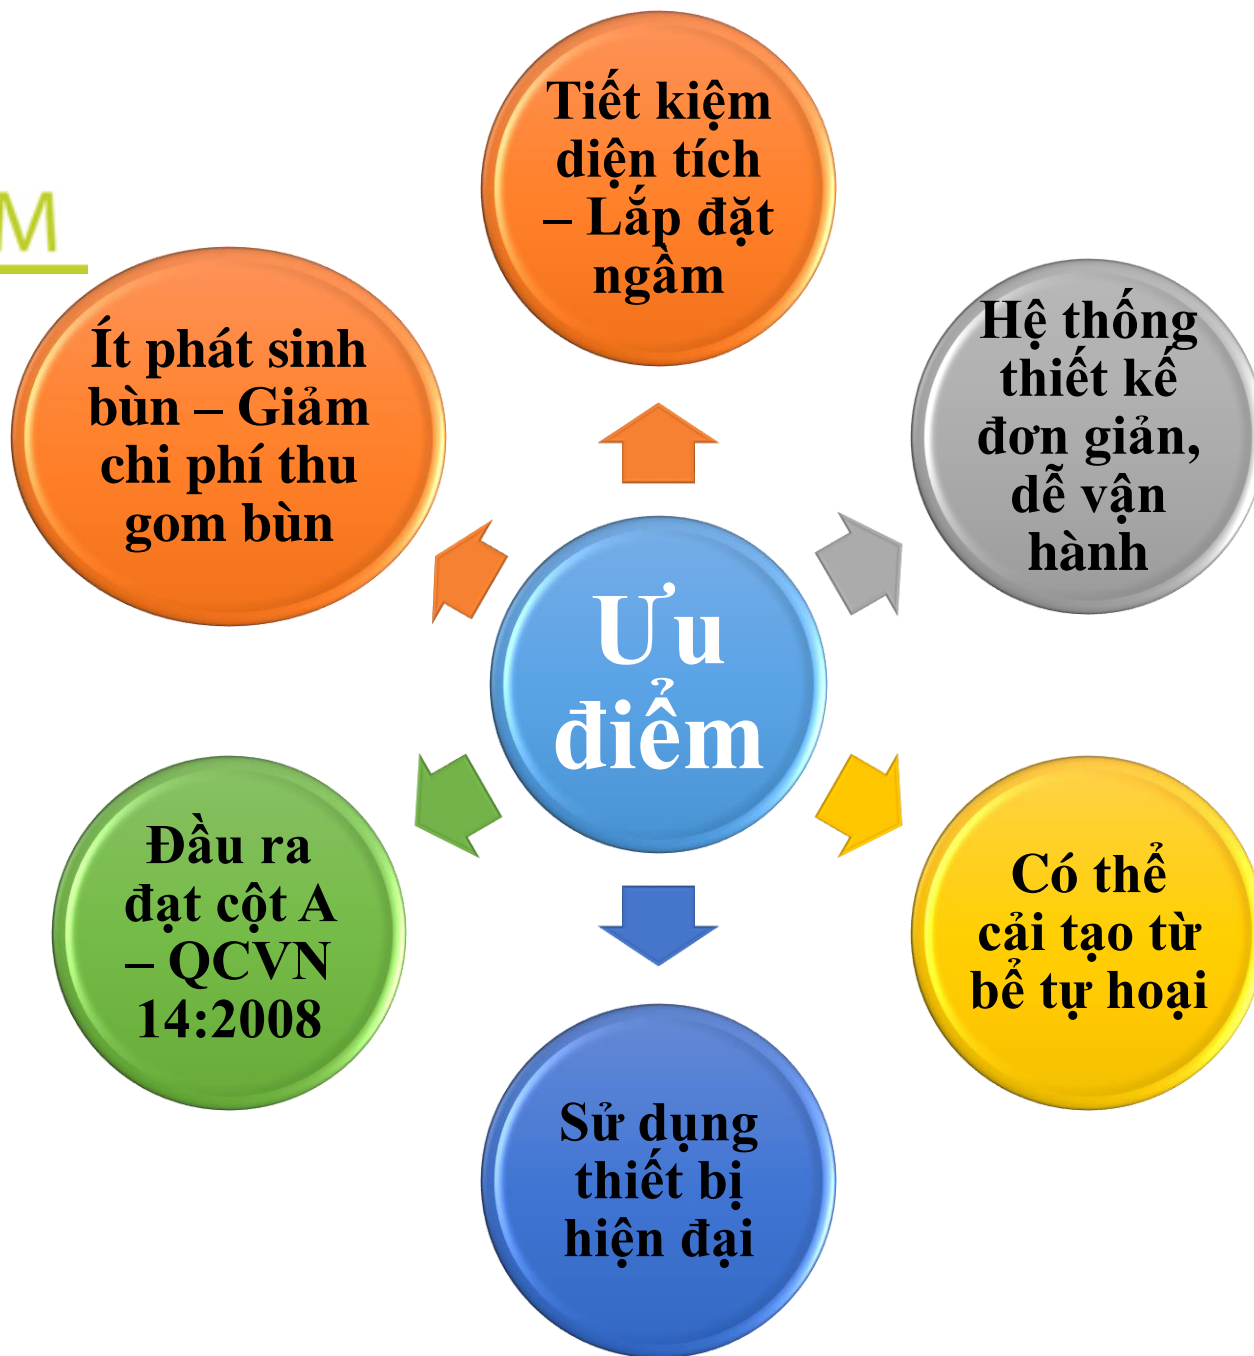 Tiết kiệm
diện tích
– Lắp đặt
ngầm
M
Ít phát sinh
bùn – Giảm
chi phí thu
gom bùn
Hệ thống
thiết kế
đơn giản,
dễ vận
hành
Ưu
điểm
Đầu ra
đạt cột A
– QCVN
14:2008
Có thể
cải tạo từ
bể tự hoại
Sử dụng
thiết bị
hiện đại